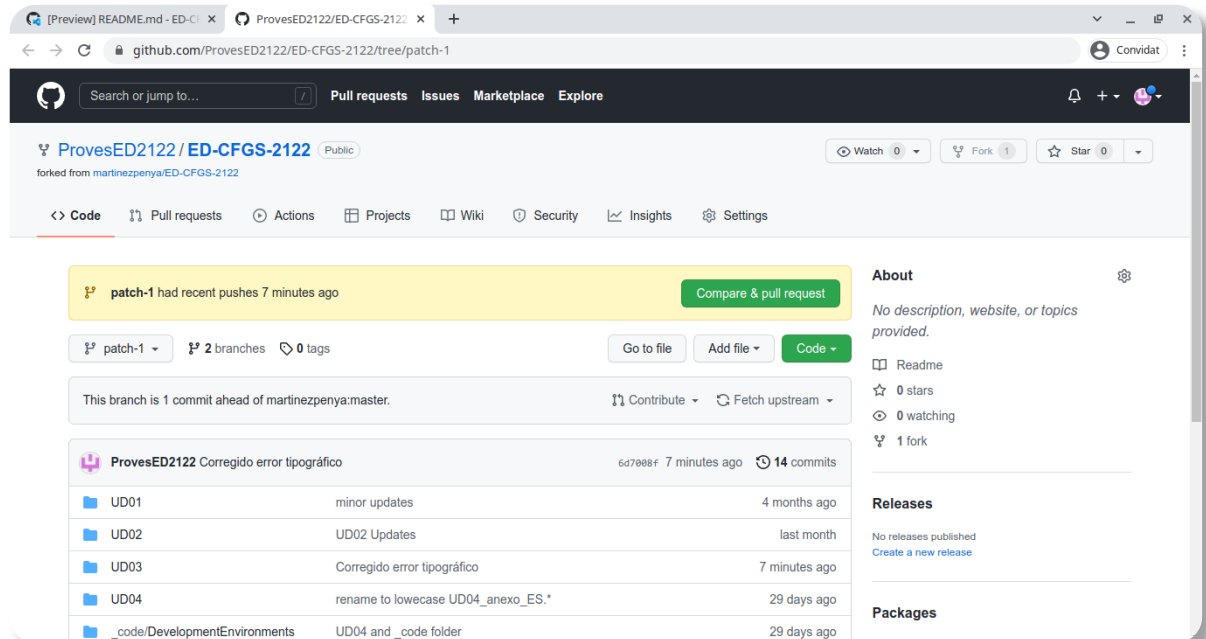 [Preview] README.md - ED-CF
ProvesED2122/ED-CFGS-2122
github.com/ProvesED2122/ED-CFGS-2122/tree/patch-1
Convidat
Search or jump to...
/
Pull requests Issues Marketplace Explore
ProvesED2122 / ED-CFGS-2122 Public
Watch 0 Fork 1 Star 0
forked from martinezpenya/ED-CFGS-2122
Code Pull requests Actions Projects Wiki Security Insights Settings
patch-1 had recent pushes 7 minutes ago
Compare & pull request
patch-1 2 branches 0 tags
Go to file Add file Code
This branch is 1 commit ahead of martinezpenya:master.
Contribute Fetch upstream
ProvesED2122 Corregido error tipográfico 6d7008f 7 minutes ago 14 commits
UD01 minor updates 4 months ago
UD02 UD02 Updates last month
UD03 Corregido error tipográfico 7 minutes ago
UD04 rename to lowecase UD04_anexo_ES.* 29 days ago
_code/DevelopmentEnvironments UD04 and _code folder 29 days ago
About
No description, website, or topics
provided.
Readme
0 stars
0 watching
1 fork
Releases
No releases published
Create a new release
Packages